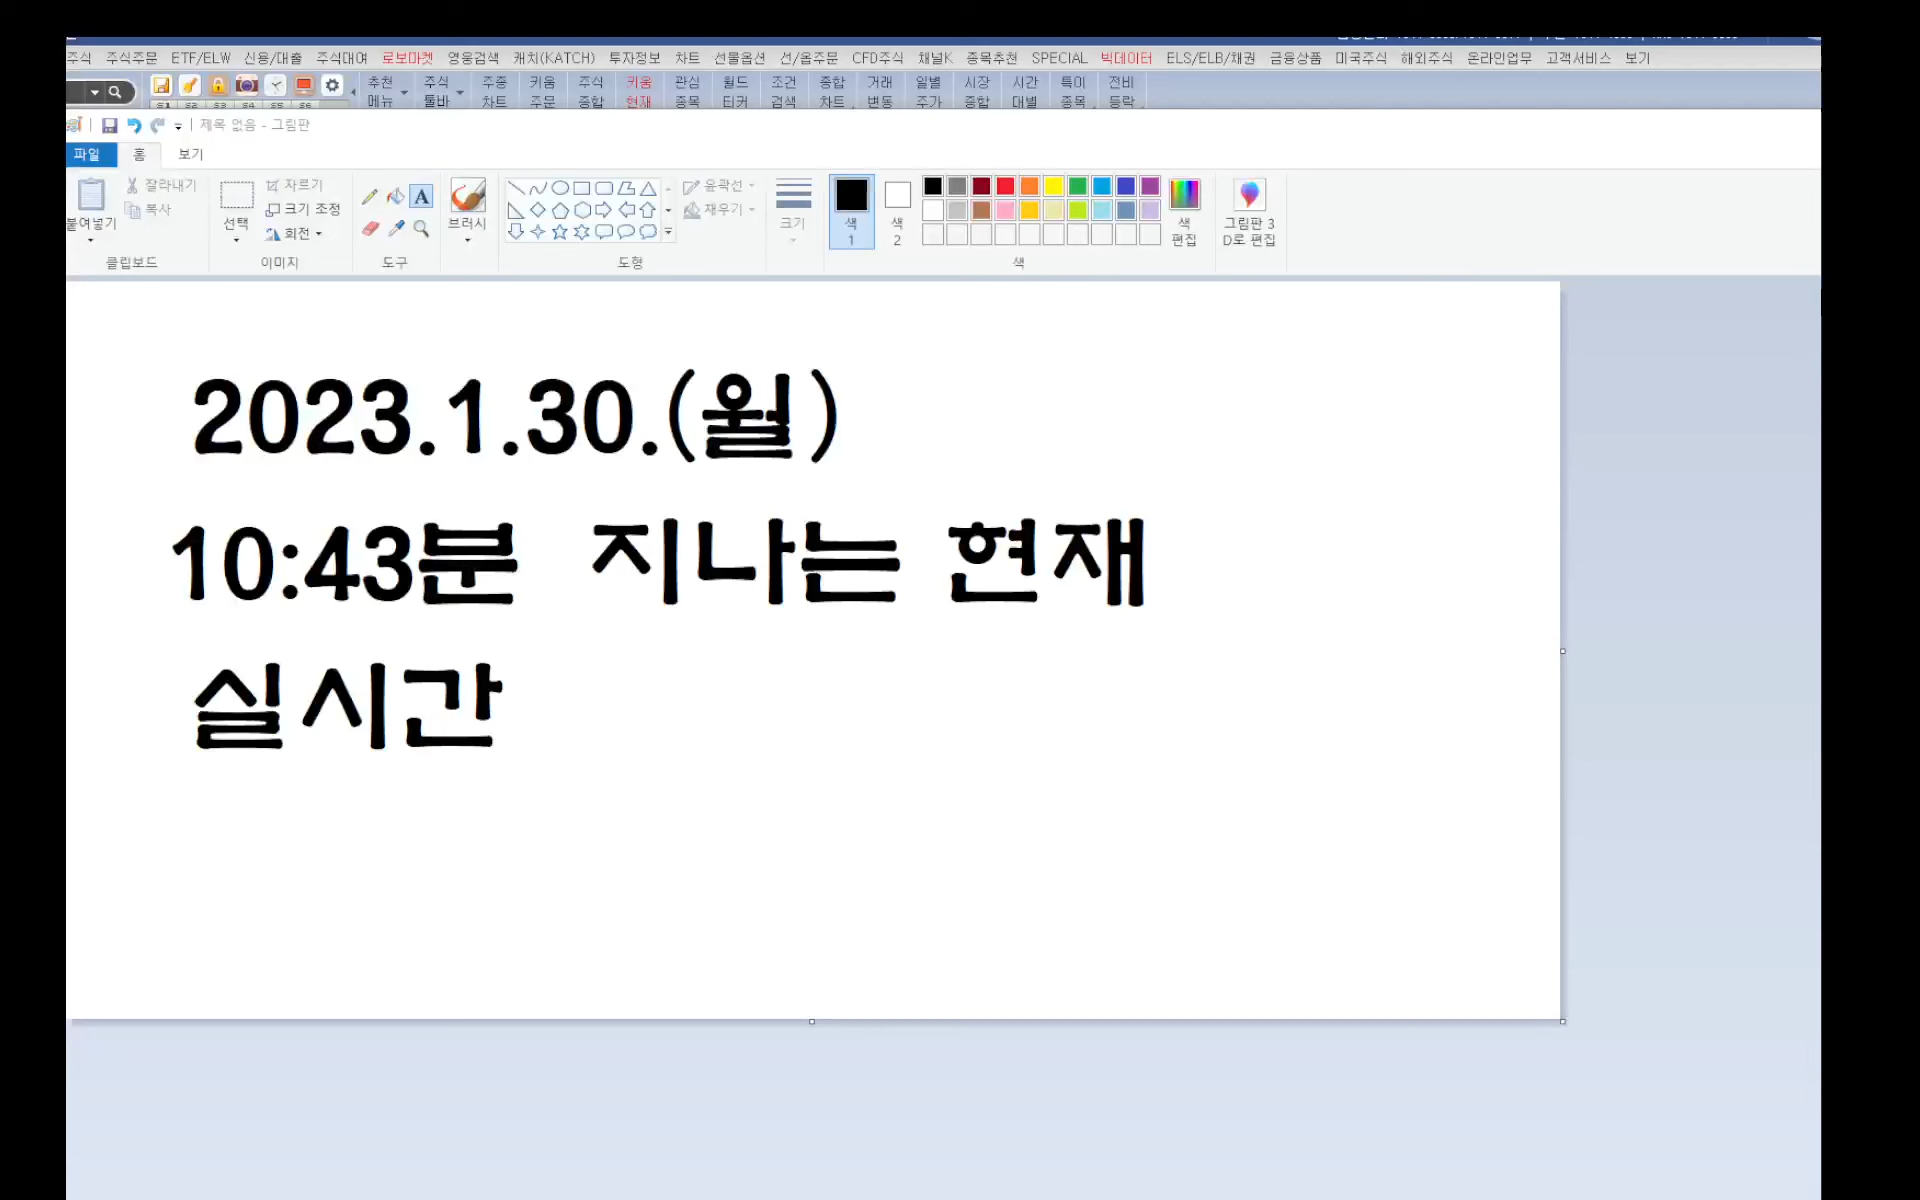 주식 주식주문 ETF/ELW 신용/대출 주식대여 로보마켓 영웅검색 캐치(KATCH) 투자정보 차트 선물옵션 선/옵주문 CFD주식 채널K 종목추천 SPECIAL 빅데이터 ELS/ELB/채권 금융상품 미국주식 해외주식 온라인업무 고객서비스 보기
추천 주식 주종 키움 주식 키움 관심 월드 조건 종합 거래 일별 시장 시간 특이 전비
메뉴 툴바 차트 주문 종합 현재 종목 티커 검색 차트 변동 주가 종합 대별 종목 등락
제목 없음 - 그림판
파일 홈 보기
잘라내기 자르기 윤곽선
복사 크기 조정 채우기
붙여넣기 선택 회전 브러시 크기 색 1 색 2 색 편집 그림판 3D로 편집
클립보드 이미지 도구 도형 색
2023.1.30.(월)
10:43분 지나는 현재
실시간